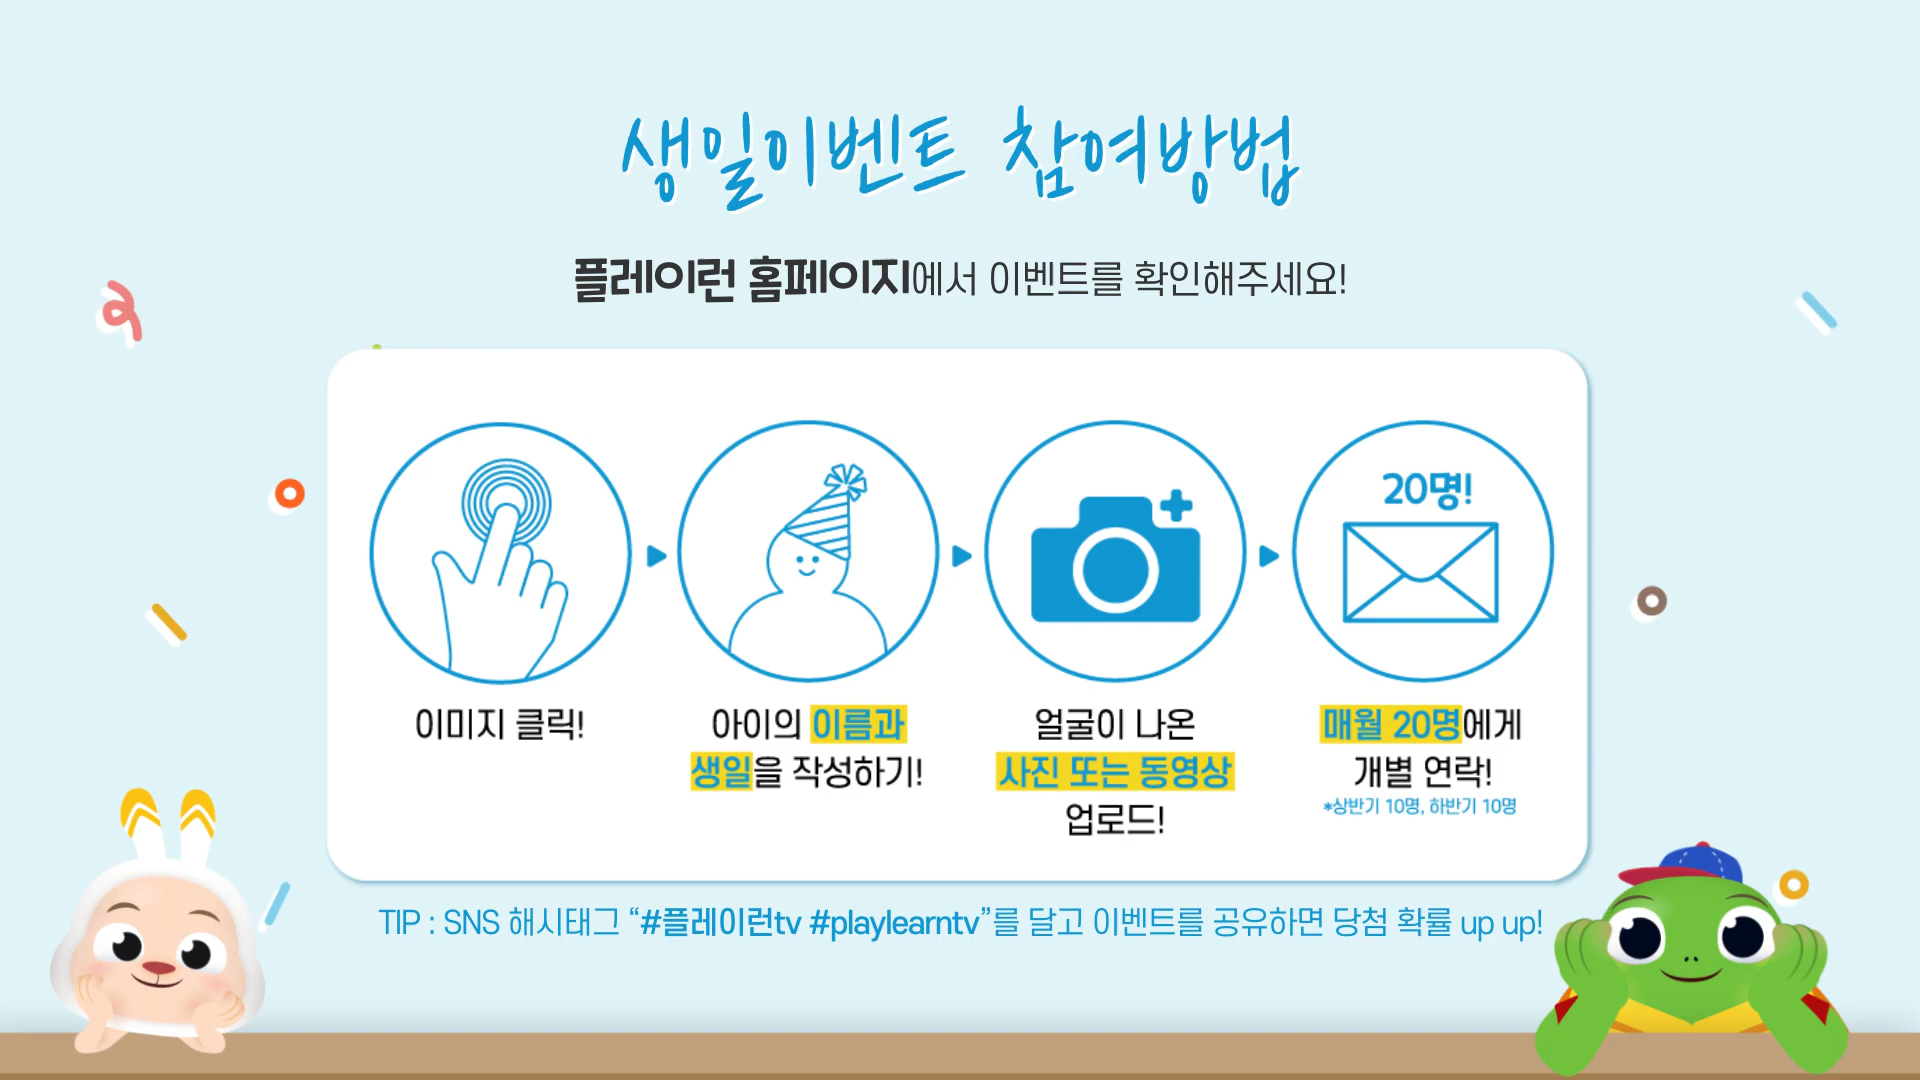 생일이벤트 참여방법
플레이런 홈페이지에서 이벤트를 확인해주세요!
이미지 클릭!
아이의 이름과
생일을 작성하기!
얼굴이 나온
사진 또는 동영상
업로드!
20명!
매월 20명에게
개별 연락!
*상반기 10명, 하반기 10명
TIP : SNS 해시태그 “#플레이런tv #playlearntv”를 달고 이벤트를 공유하면 당첨 확률 up up!